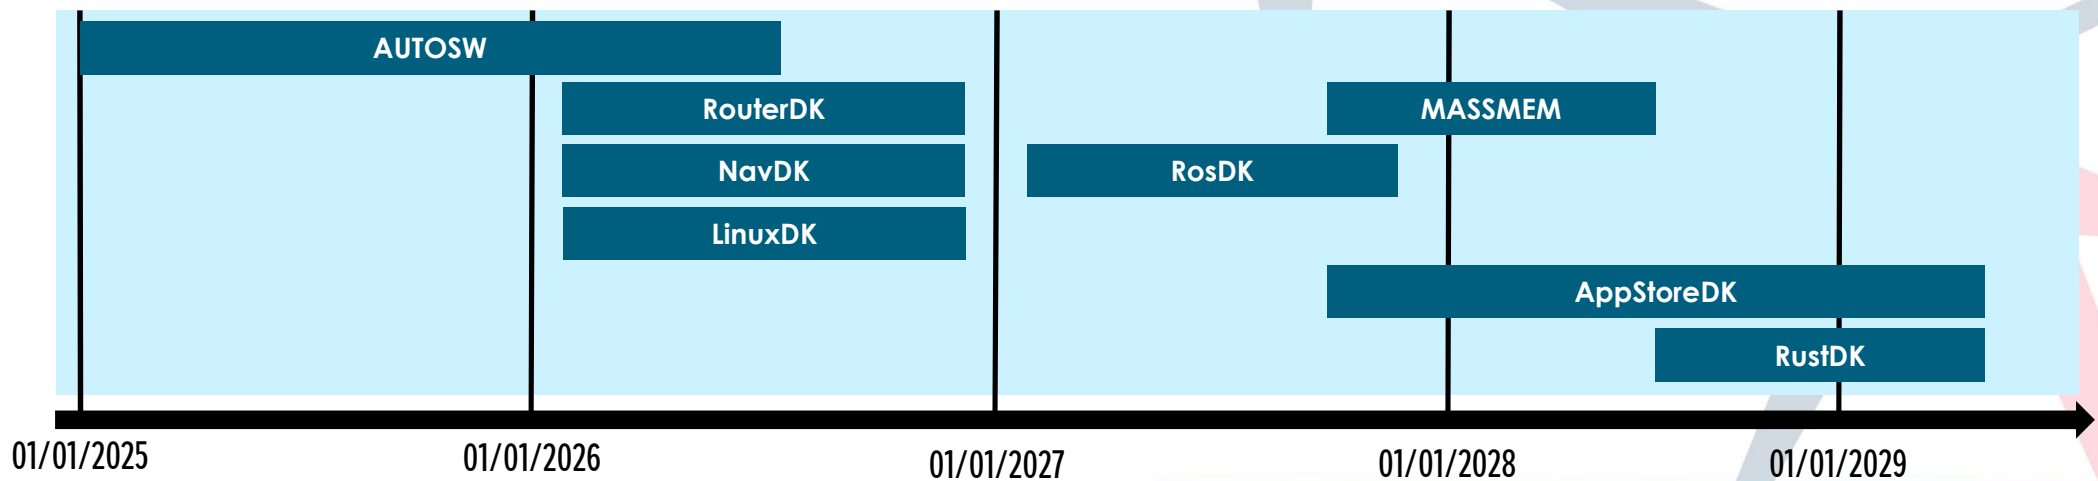 AUTOSW
RouterDK
MASSMEM
NavDK
RosDK
LinuxDK
AppStoreDK
RustDK
01/01/2025
01/01/2026
01/01/2027
01/01/2028
01/01/2029